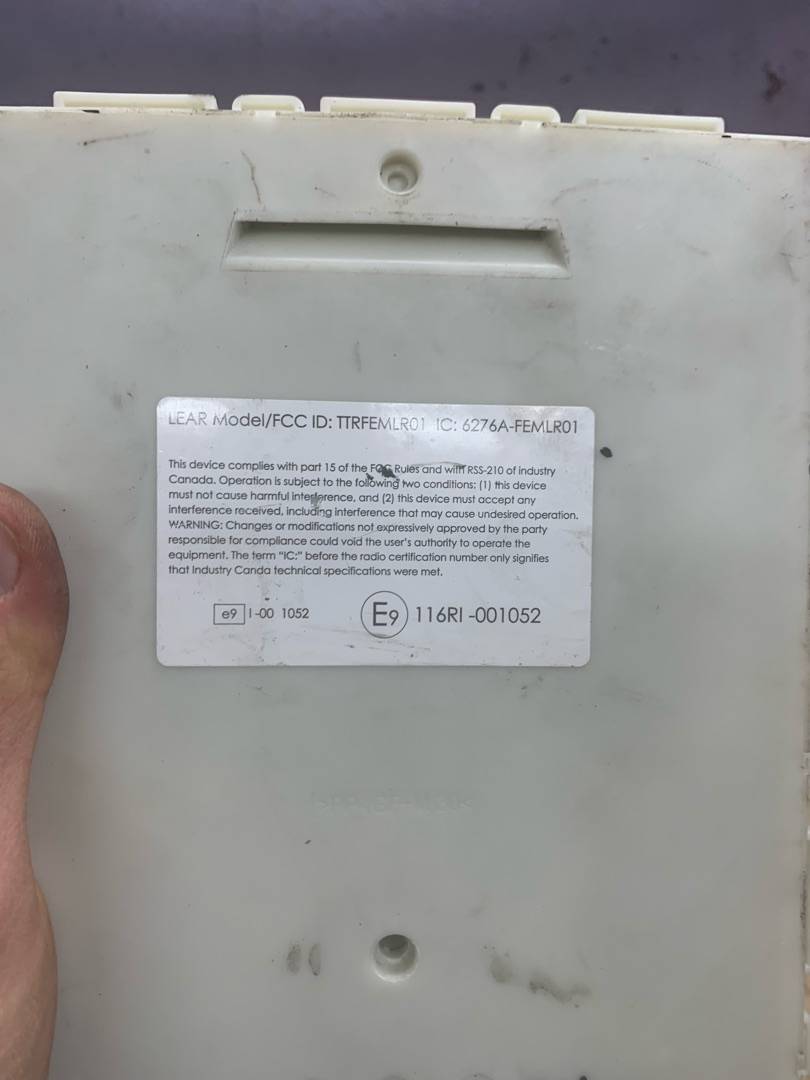 LEAR Model/FCC ID: TTRFEMLR01 IC: 6276A-FEMLR01
This device complies with part 15 of the FCC Rules and with RSS-210 of industry
Canada. Operation is subject to the following two conditions: (1) this device
must not cause harmful interference, and (2) this device must accept any
interference received, including interference that may cause undesired operation.
WARNING: Changes or modifications not expressively approved by the party
responsible for compliance could void the user's authority to operate the
equipment. The term "IC:" before the radio certification number only signifies
that Industry Canda technical specifications were met.
e9 I-00 1052 E9 116RI -001052